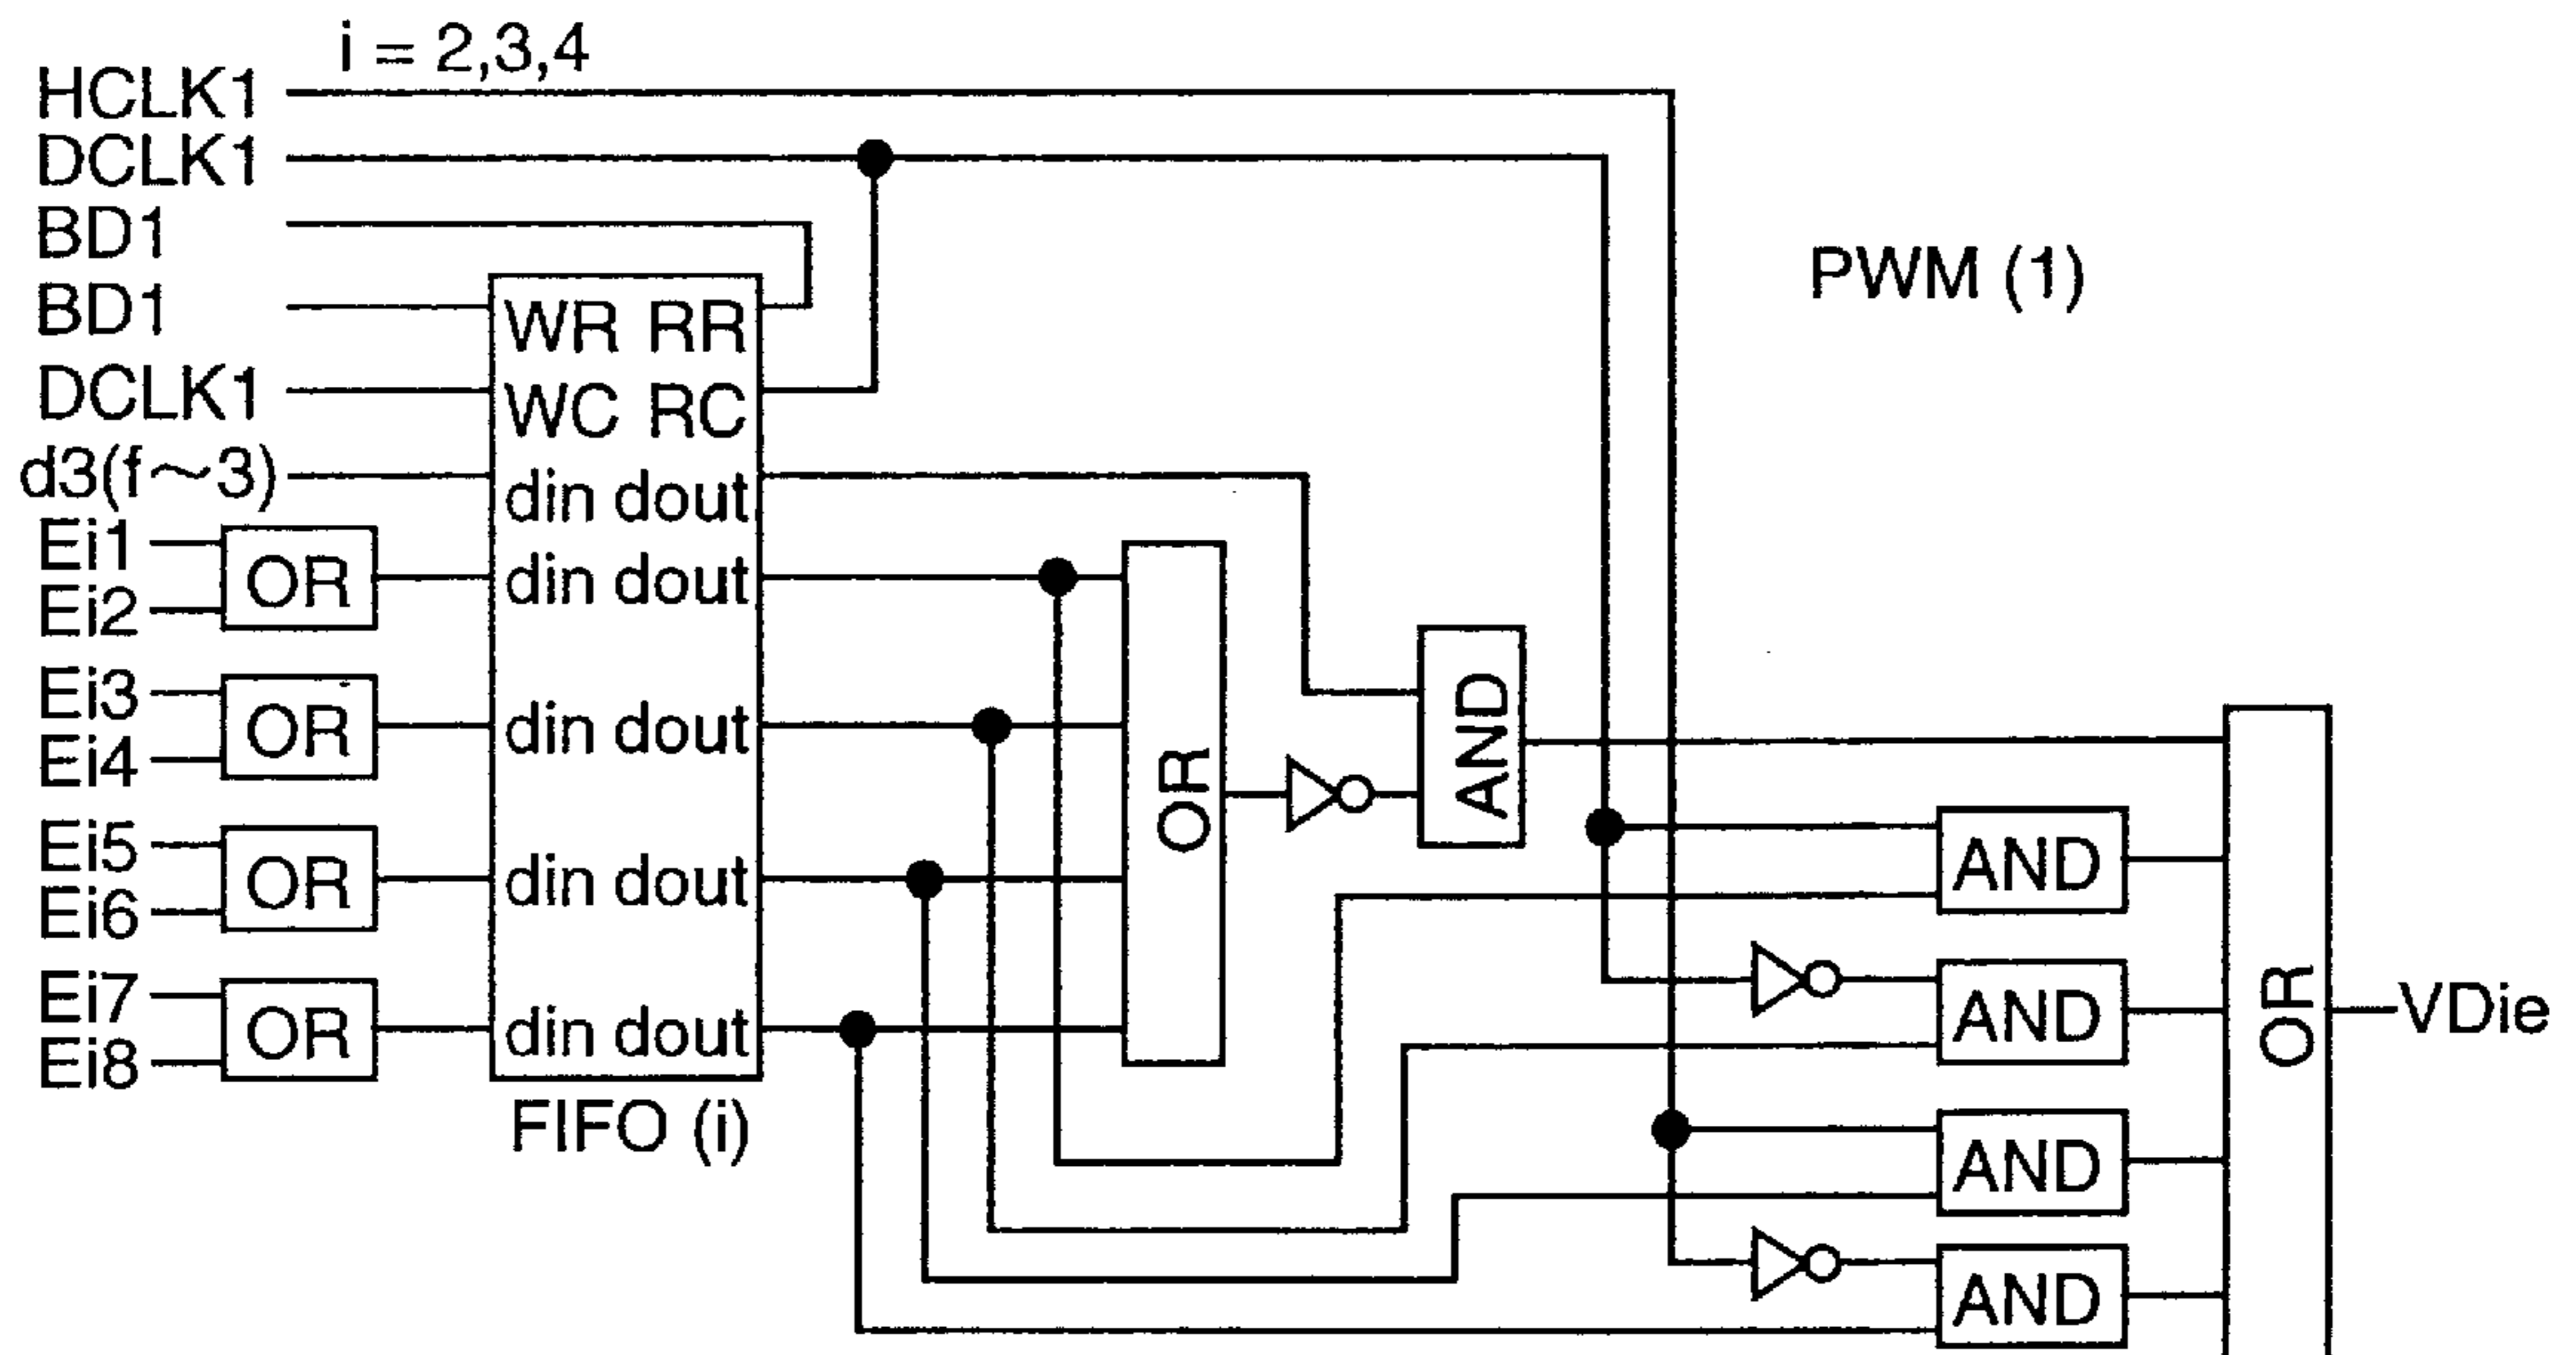 i = 2,3,4
HCLK1
DCLK1
BD1
PWM (1)
BD1
WR RR
DCLK1
WC RC
d3(f~3)
din dout
Ei1
OR
Ei2
din dout
Ei3
OR
Ei4
din dout
OR
AND
Ei5
OR
Ei6
din dout
AND
Ei7
OR
Ei8
din dout
AND
OR
VDie
FIFO (i)
AND
AND